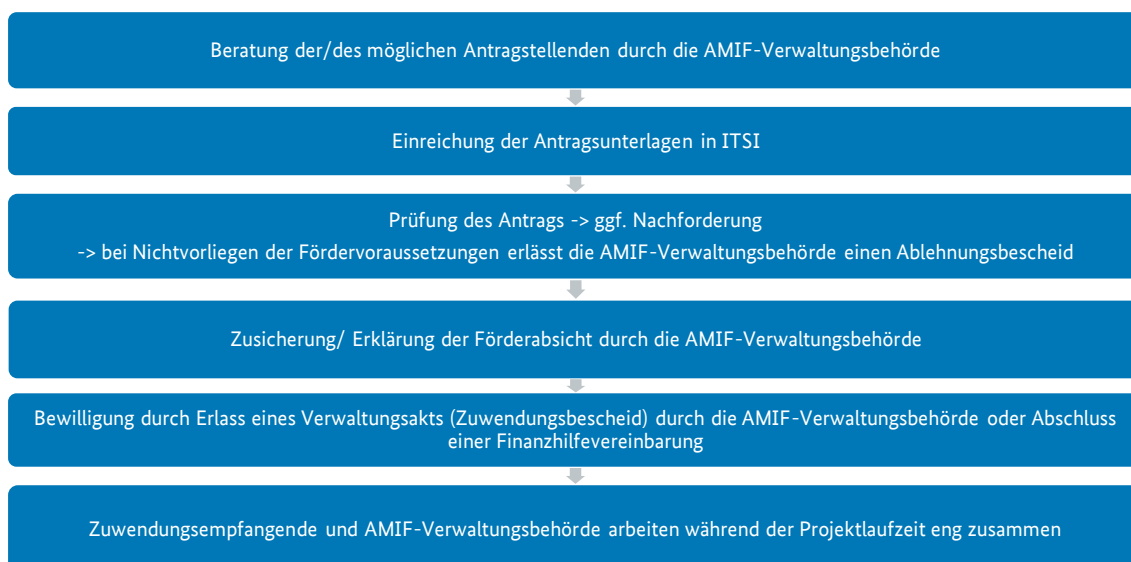 Beratung der/des möglichen Antragstellenden durch die AMIF-Verwaltungsbehörde
Einreichung der Antragsunterlagen in ITSI
Prüfung des Antrags -> ggf. Nachforderung
-> bei Nichtvorliegen der Fördervoraussetzungen erlässt die AMIF-Verwaltungsbehörde einen Ablehnungsbescheid
Zusicherung/ Erklärung der Förderabsicht durch die AMIF-Verwaltungsbehörde
Bewilligung durch Erlass eines Verwaltungsakts (Zuwendungsbescheid) durch die AMIF-Verwaltungsbehörde oder Abschluss
einer Finanzhilfevereinbarung
Zuwendungsempfangende und AMIF-Verwaltungsbehörde arbeiten während der Projektlaufzeit eng zusammen